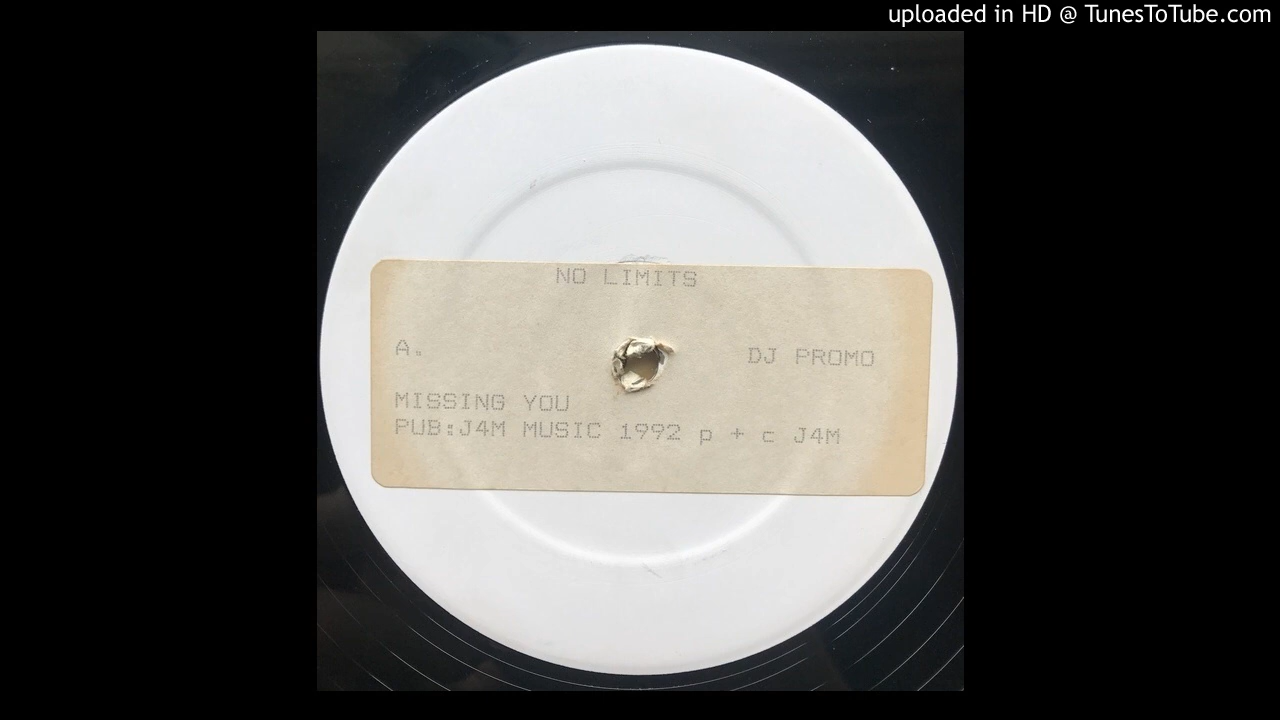 uploaded in HD @ TunesToTube.com
NO LIMITS
A.
DJ PROMO
MISSING YOU
PUB:J4M MUSIC 1992 p + c J4M